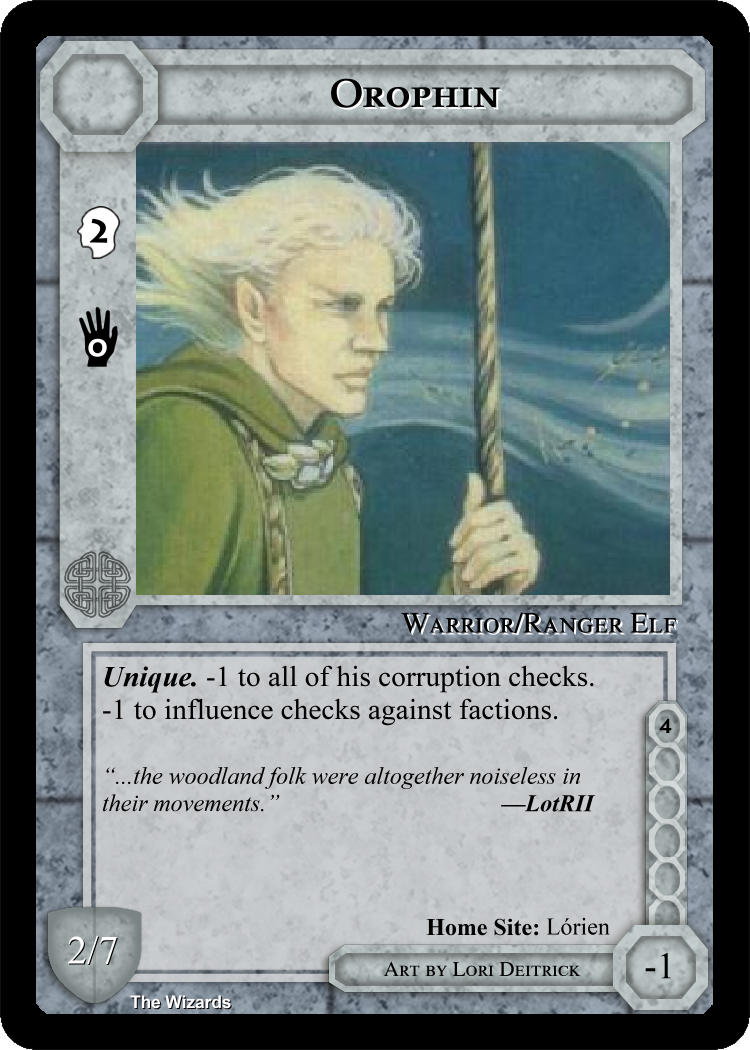 Orophin
2
0
Warrior/Ranger Elf
Unique. -1 to all of his corruption checks.
-1 to influence checks against factions.
4
“...the woodland folk were altogether noiseless in
their movements.” —LotRII
Home Site: Lórien
2/7
Art by Lori Deitrick
-1
The Wizards